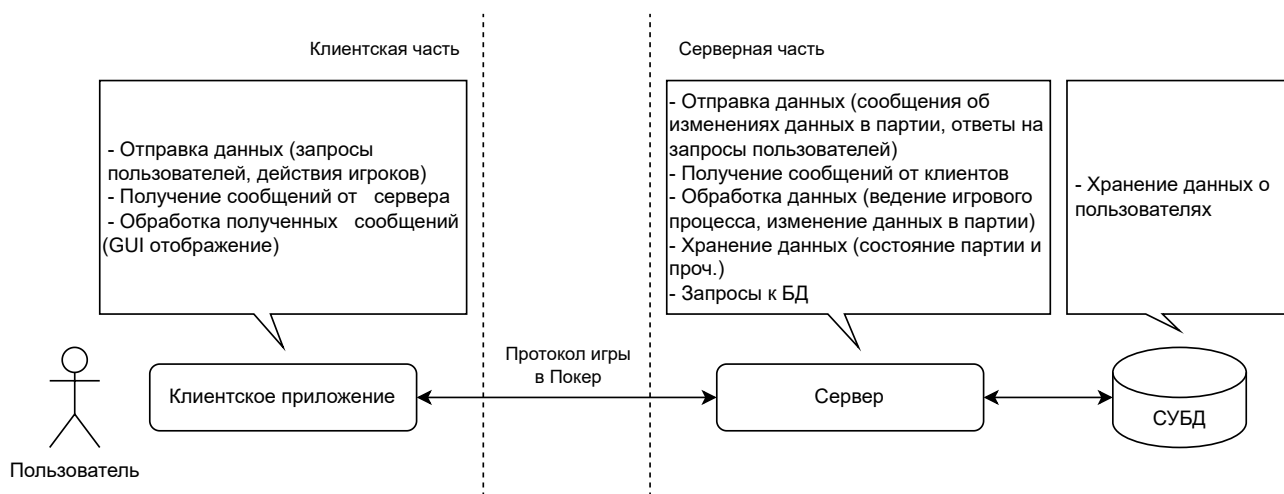 Клиентская часть
Серверная часть
- Отправка данных (запросы
пользователей, действия игроков)
- Получение сообщений от сервера
- Обработка полученных сообщений
(GUI отображение)
- Отправка данных (сообщения об
изменениях данных в партии, ответы на
запросы пользователей)
- Получение сообщений от клиентов
- Обработка данных (ведение игрового
процесса, изменение данных в партии)
- Хранение данных (состояние партии и
проч.)
- Запросы к БД
- Хранение данных о
пользователях
Пользователь
Клиентское приложение
Протокол игры
в Покер
Сервер
СУБД